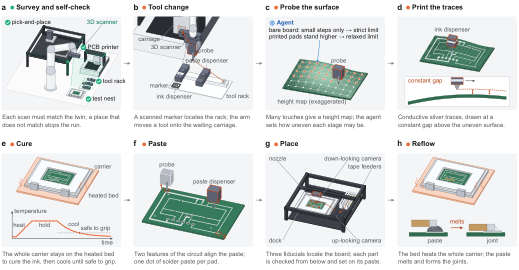 a Survey and self-check
3D scanner
pick-and-place
PCB printer
tool rack
test nest
Each scan must match the twin; a place that
does not match stops the run.
b Tool change
carriage
3D scanner
probe
paste dispenser
marker
ink dispenser
tool rack
A scanned marker locates the rack; the arm
moves a tool onto the waiting carriage.
c Probe the surface
Agent
bare board: small steps only → strict limit
printed pads stand higher → relaxed limit
probe
height map (exaggerated)
Many touches give a height map; the agent
sets how uneven each stage may be.
d Print the traces
ink dispenser
constant gap
Conductive silver traces, drawn at a
constant gap above the uneven surface.
e Cure
carrier
heated bed
temperature
heat
hold
cool
safe to grip
time
The whole carrier stays on the heated bed
to cure the ink, then cools until safe to grip.
f Paste
probe
paste dispenser
Two features of the circuit align the paste;
one dot of solder paste per pad.
g Place
nozzle
down-looking camera
tape feeders
dock
up-looking camera
Three fiducials locate the board; each part
is checked from below and set on its paste.
h Reflow
melts
paste
joint
The bed heats the whole carrier; the paste
melts and forms the joints.